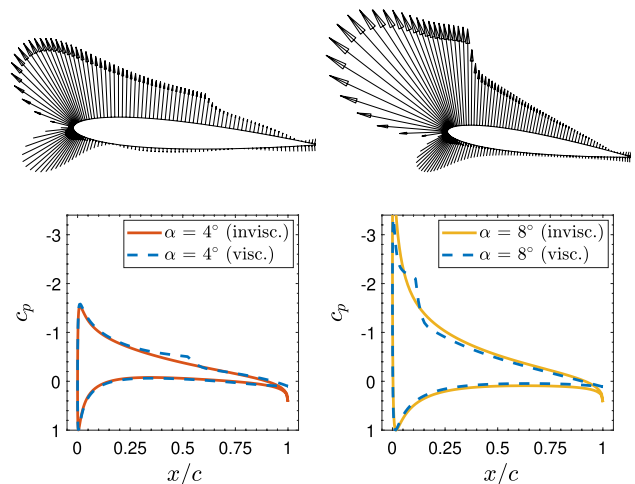 -3
-2
-1
0
1
c_p
α = 4° (invisc.)
α = 4° (visc.)
0 0.25 0.5 0.75 1
x/c
-3
-2
-1
0
1
c_p
α = 8° (invisc.)
α = 8° (visc.)
0 0.25 0.5 0.75 1
x/c